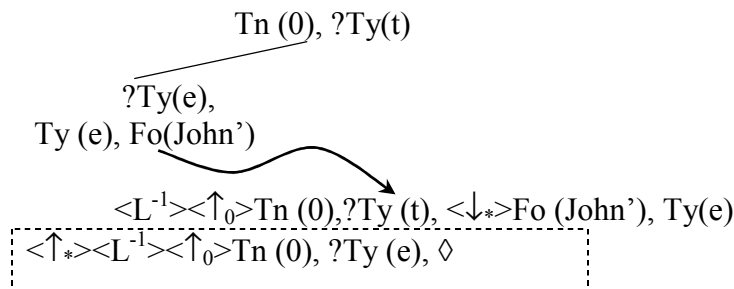 Tn (0), ?Ty(t)
?Ty(e),
Ty (e), Fo(John’)
<L⁻¹><↑₀>Tn (0),?Ty (t), <↓*>Fo (John’), Ty(e)
<↑*><L⁻¹><↑₀>Tn (0), ?Ty (e), ◊